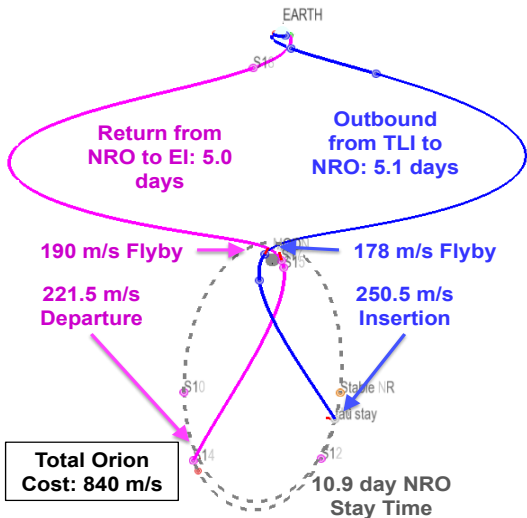 EARTH
Return from
NRO to EI: 5.0
days
Outbound
from TLI to
NRO: 5.1 days
190 m/s Flyby
178 m/s Flyby
221.5 m/s
Departure
250.5 m/s
Insertion
S10
Stable NR
stay
S14
S12
Total Orion
Cost: 840 m/s
10.9 day NRO
Stay Time